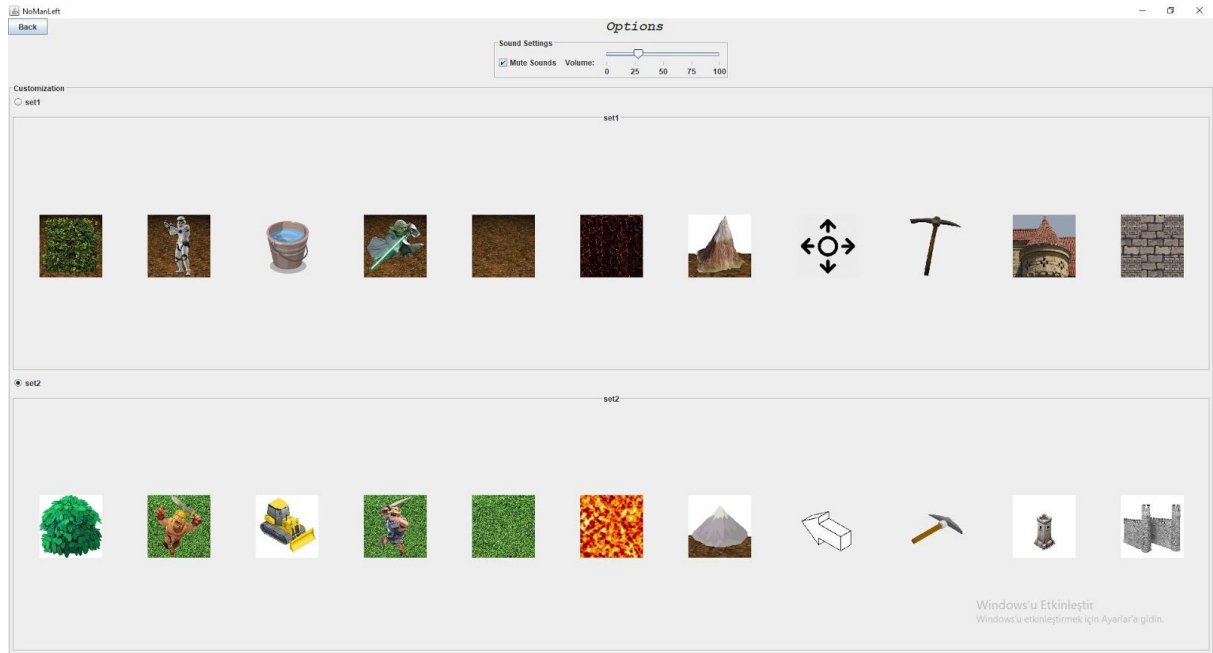 NoManLeft
Back
Options
Sound Settings
Mute Sounds Volume:
0 25 50 75 100
Customization
set1
set1
set2
set2
Windows'u Etkinleştir
Windows'u etkinleştirmek için Ayarlar'a gidin.